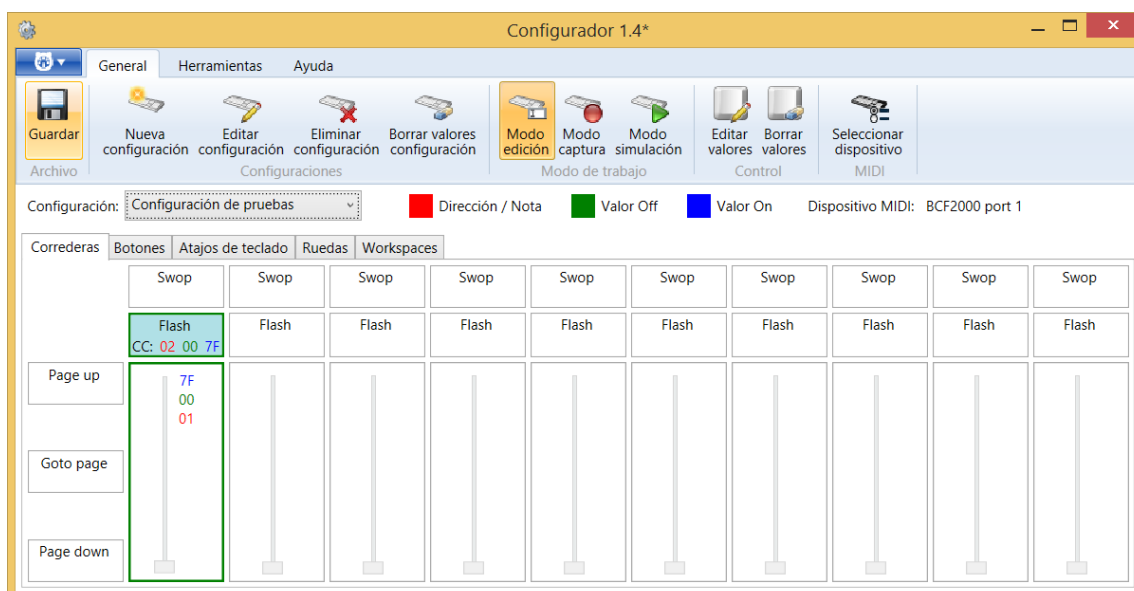 Configurador 1.4*
General Herramientas Ayuda
Guardar
Nueva configuración
Editar configuración
Eliminar configuración
Borrar valores configuración
Modo edición
Modo captura
Modo simulación
Editar valores
Borrar valores
Seleccionar dispositivo
Archivo Configuraciones Modo de trabajo Control MIDI
Configuración: Configuración de pruebas Dirección / Nota Valor Off Valor On Dispositivo MIDI: BCF2000 port 1
Correderas Botones Atajos de teclado Ruedas Workspaces
Swop Swop Swop Swop Swop Swop Swop Swop Swop Swop
Flash Flash Flash Flash Flash Flash Flash Flash Flash Flash
CC: 02 00 7F
Page up
7F
00
01
Goto page
Page down